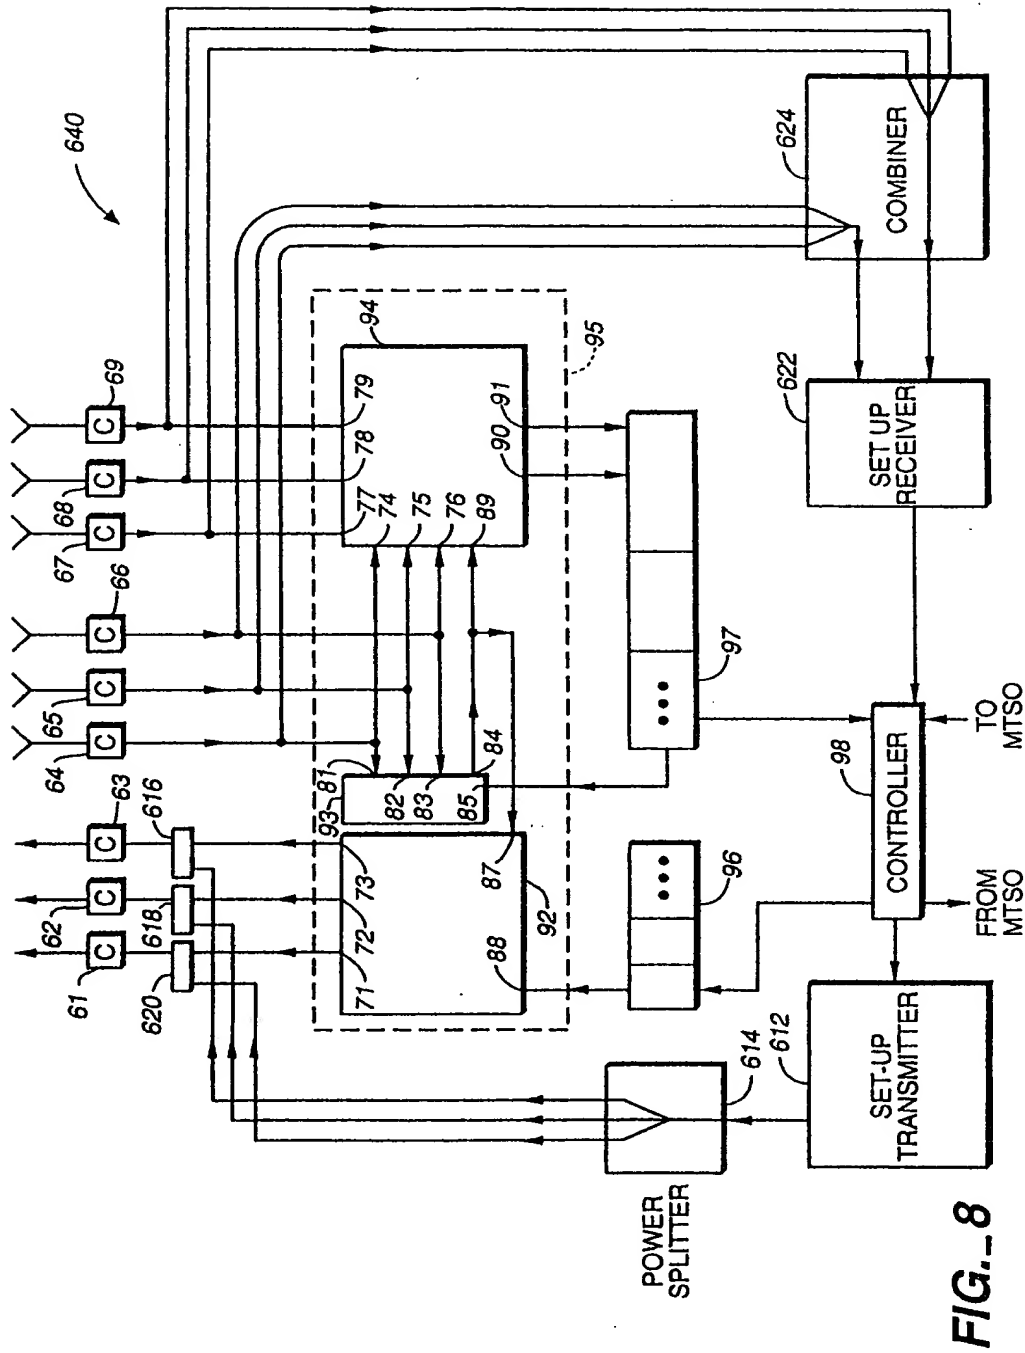 640
C
69
C
68
C
67
C
66
C
65
C
64
C
63
C
62
C
61
616
618
620
94
95
79
78
77
74
75
76
89
91
90
81
82
83
84
85
93
87
73
72
71
88
92
97
96
624
COMBINER
622
SET UP
RECEIVER
98
CONTROLLER
TO
MTSO
FROM
MTSO
612
SET-UP
TRANSMITTER
614
POWER
SPLITTER
FIG._8